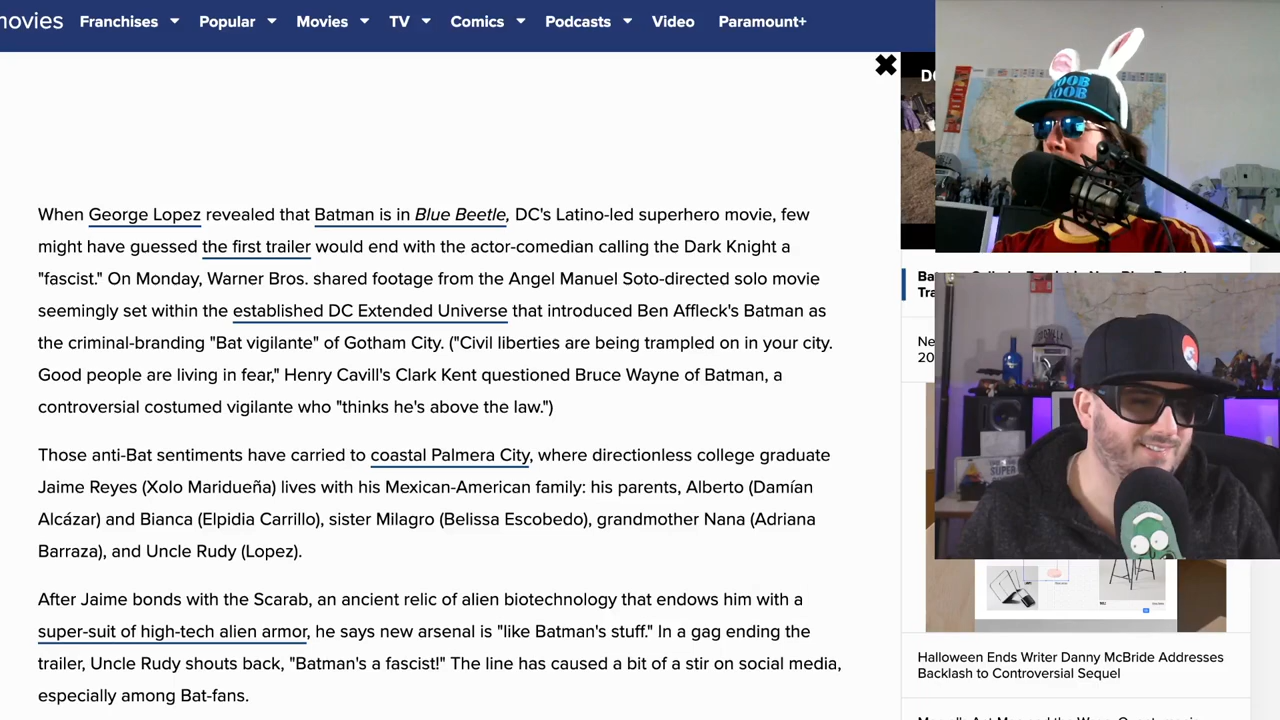 movies Franchises Popular Movies TV Comics Podcasts Video Paramount+
When George Lopez revealed that Batman is in Blue Beetle, DC's Latino-led superhero movie, few
might have guessed the first trailer would end with the actor-comedian calling the Dark Knight a
"fascist." On Monday, Warner Bros. shared footage from the Angel Manuel Soto-directed solo movie
seemingly set within the established DC Extended Universe that introduced Ben Affleck's Batman as
the criminal-branding "Bat vigilante" of Gotham City. ("Civil liberties are being trampled on in your city.
Good people are living in fear," Henry Cavill's Clark Kent questioned Bruce Wayne of Batman, a
controversial costumed vigilante who "thinks he's above the law.")
Those anti-Bat sentiments have carried to coastal Palmera City, where directionless college graduate
Jaime Reyes (Xolo Maridueña) lives with his Mexican-American family: his parents, Alberto (Damían
Alcázar) and Bianca (Elpidia Carrillo), sister Milagro (Belissa Escobedo), grandmother Nana (Adriana
Barraza), and Uncle Rudy (Lopez).
After Jaime bonds with the Scarab, an ancient relic of alien biotechnology that endows him with a
super-suit of high-tech alien armor, he says new arsenal is "like Batman's stuff." In a gag ending the
trailer, Uncle Rudy shouts back, "Batman's a fascist!" The line has caused a bit of a stir on social media,
especially among Bat-fans.
NOOB
NOOB
Halloween Ends Writer Danny McBride Addresses
Backlash to Controversial Sequel